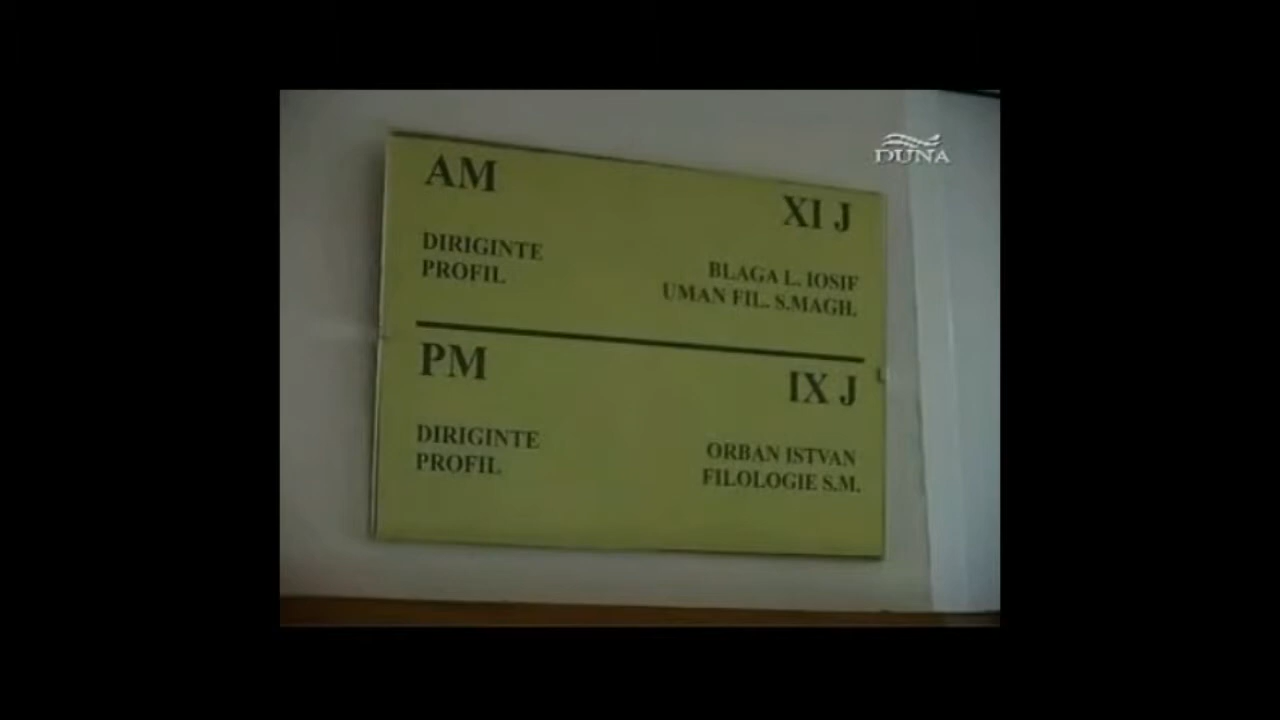 DUNA
AM XI J
DIRIGINTE BLAGA L. IOSIF
PROFIL UMAN FIL. S.MAGH.
PM IX J
DIRIGINTE ORBAN ISTVAN
PROFIL FILOLOGIE S.M.